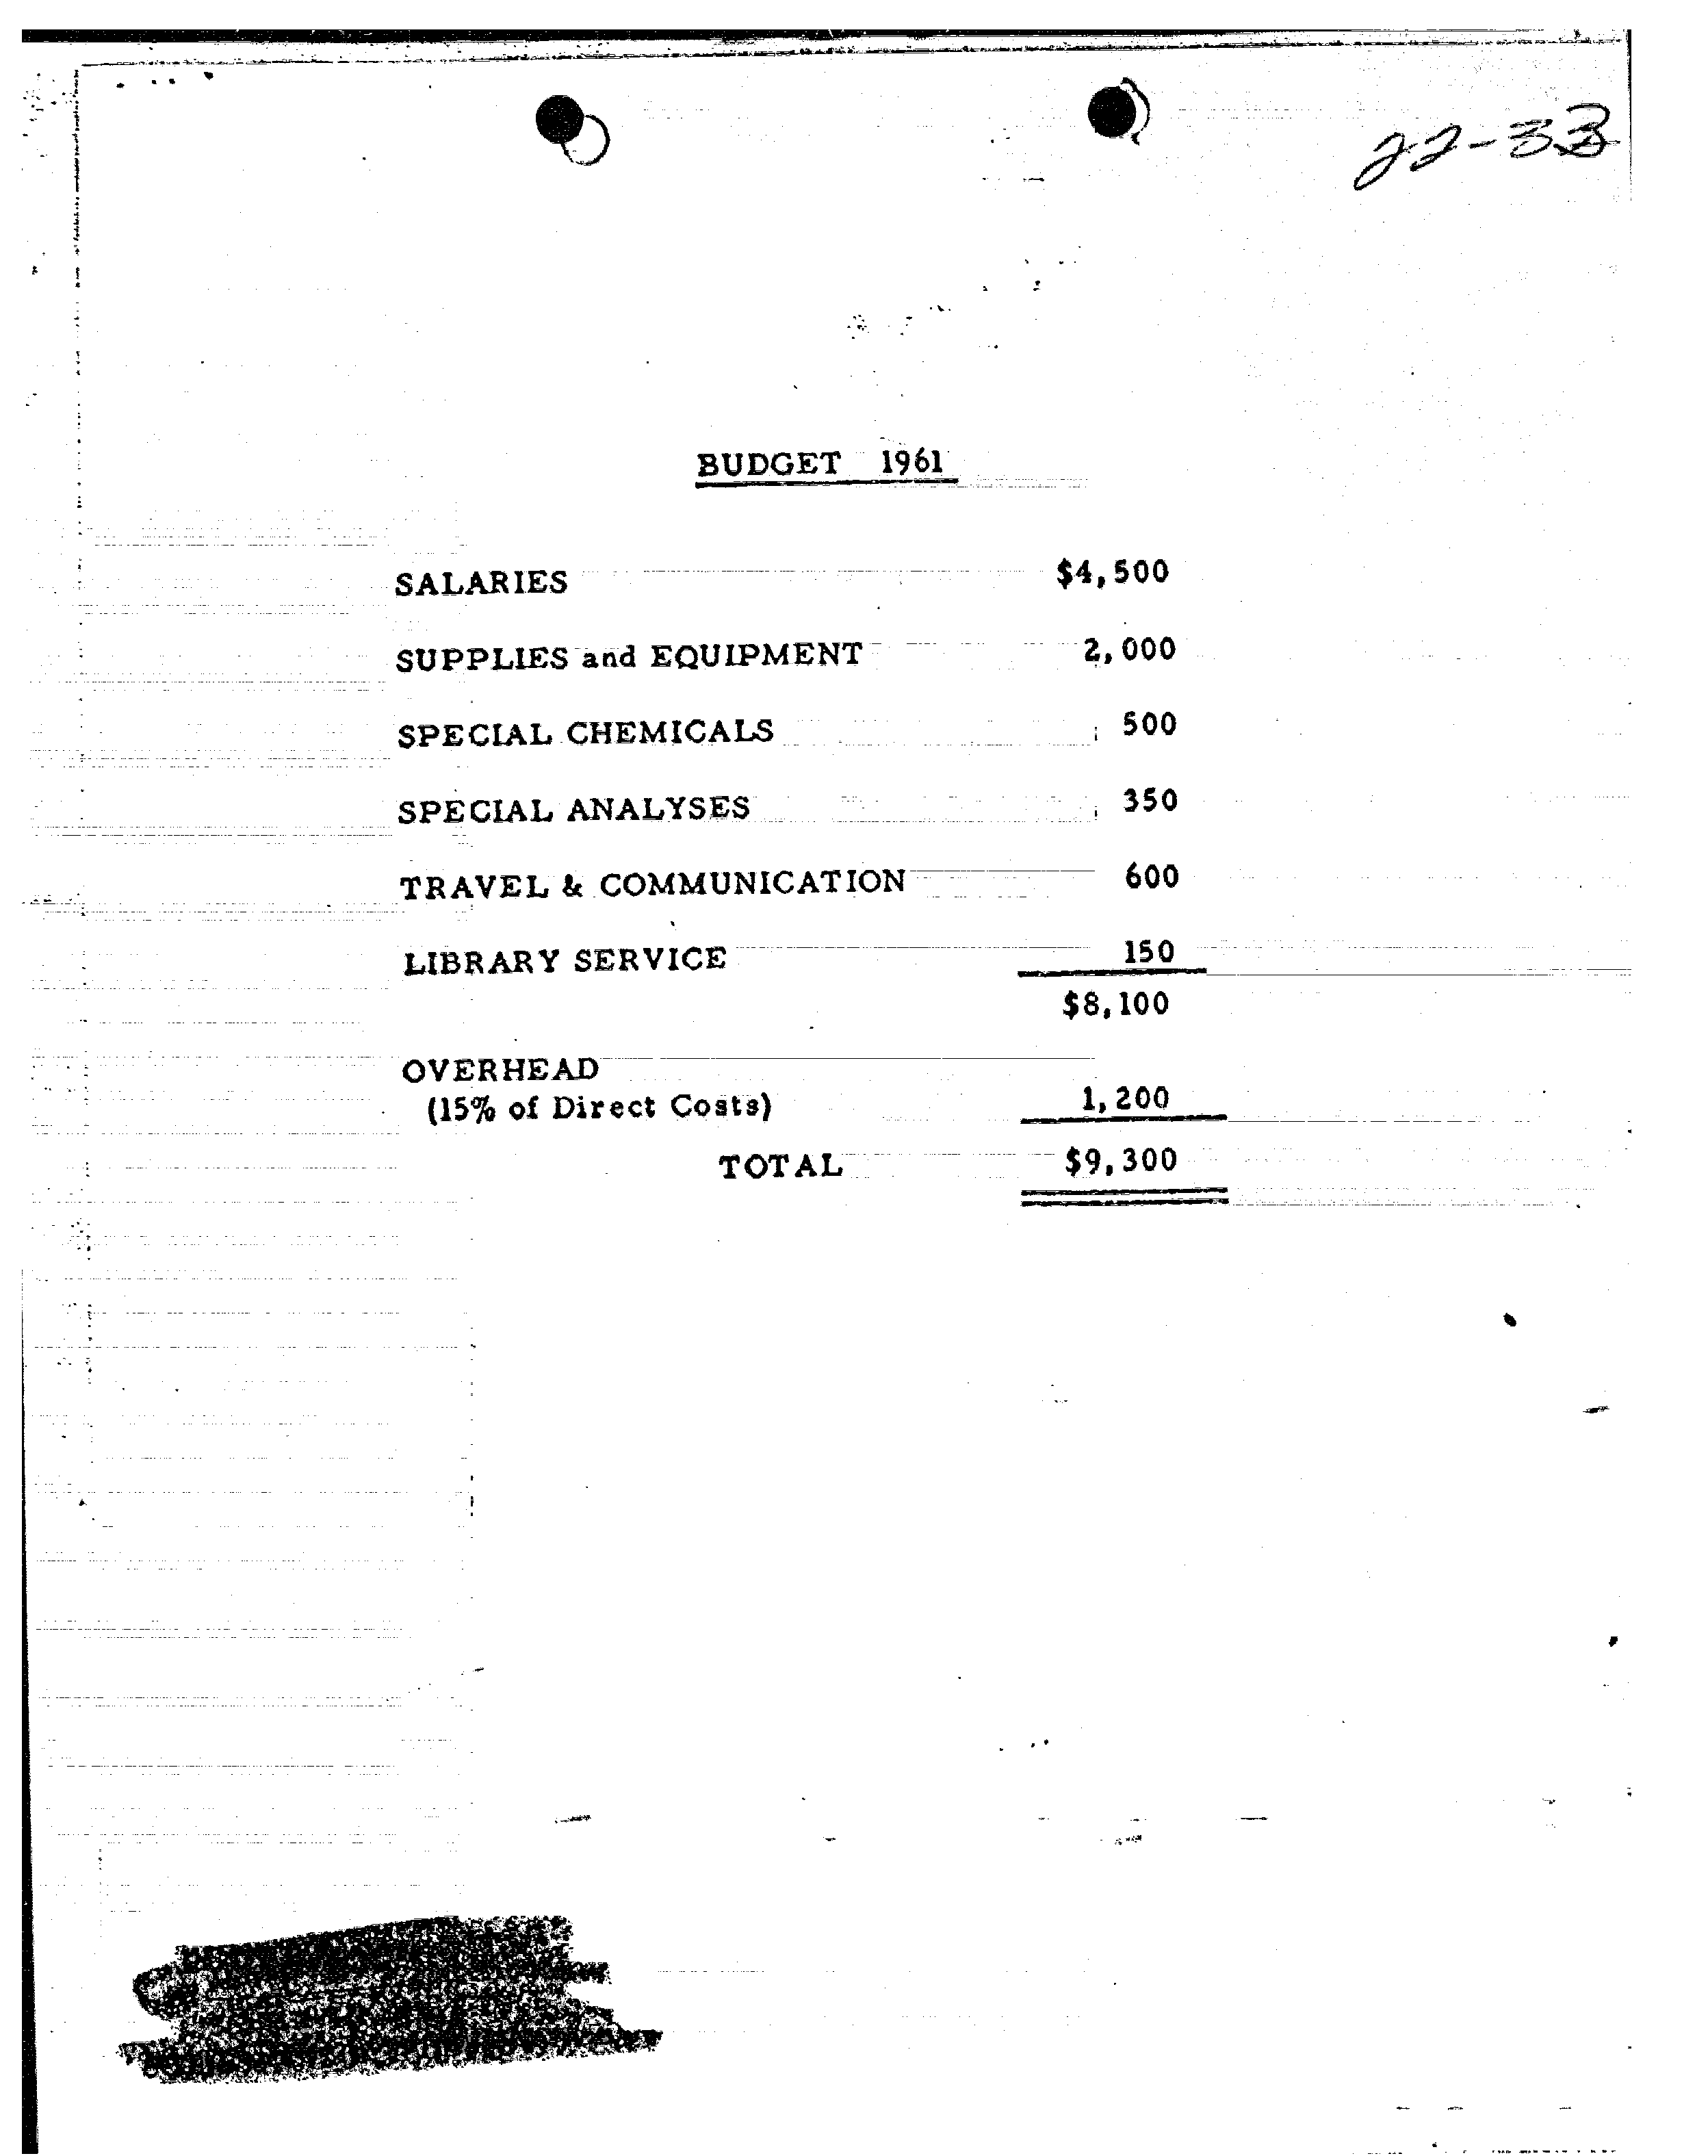 22-33
BUDGET 1961
SALARIES $4,500
SUPPLIES and EQUIPMENT 2,000
SPECIAL CHEMICALS 500
SPECIAL ANALYSES 350
TRAVEL & COMMUNICATION 600
LIBRARY SERVICE 150
$8,100
OVERHEAD
(15% of Direct Costs) 1,200
TOTAL $9,300